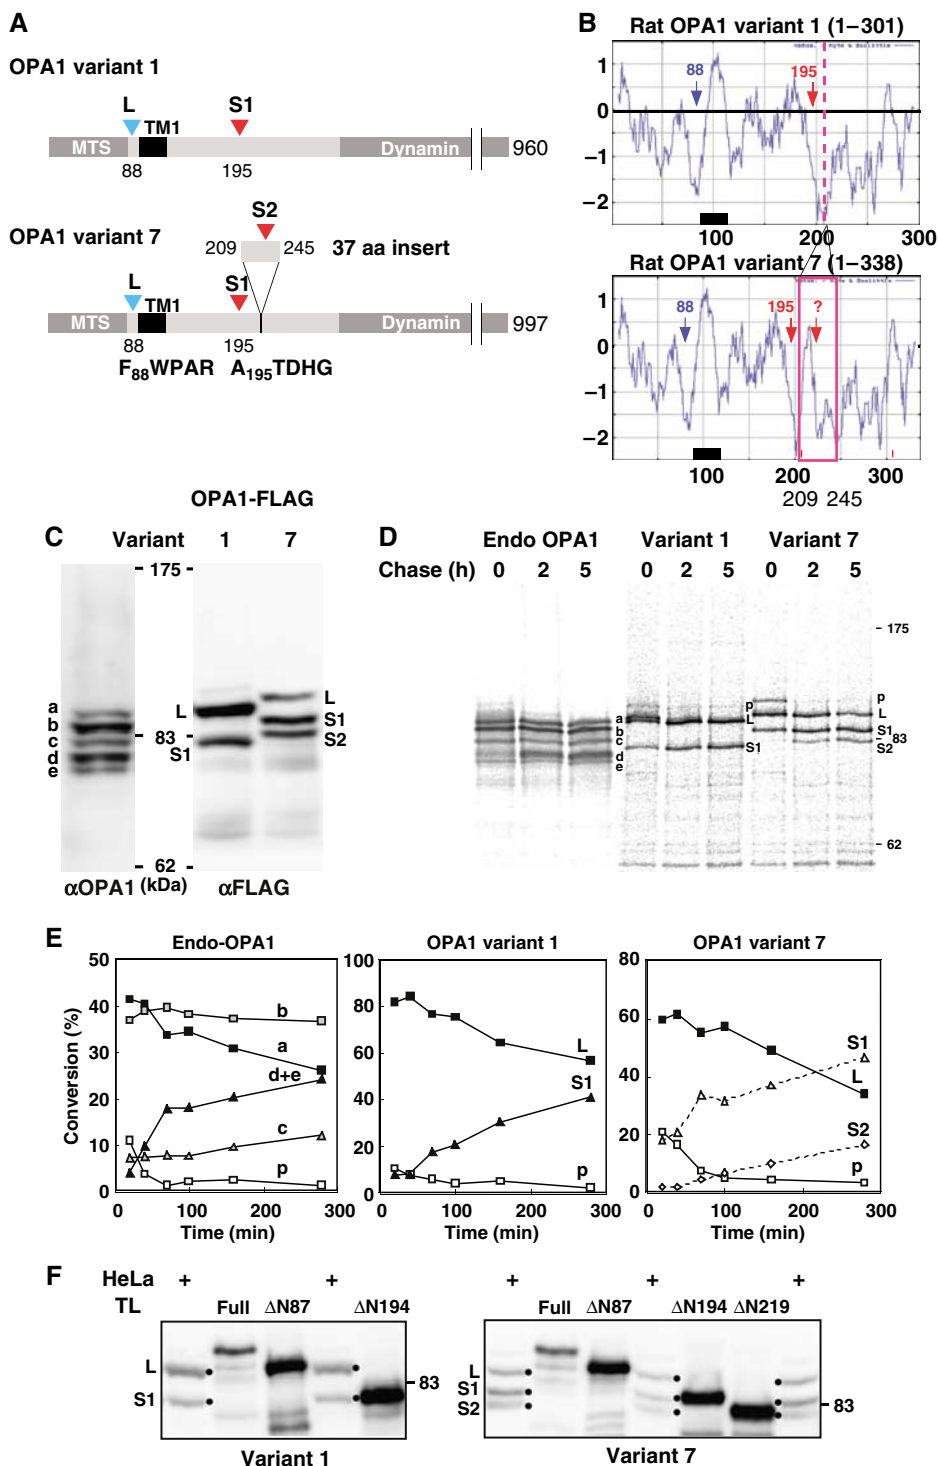 A
OPA1 variant 1
L
S1
TM1
MTS
Dynamin
960
88
195
S2
OPA1 variant 7
209
245
37 aa insert
L
S1
TM1
MTS
Dynamin
997
88
195
F88WPAR
A195TDHG
B
Rat OPA1 variant 1 (1–301)
1
0
−1
−2
88
195
100
200
300
Rat OPA1 variant 7 (1–338)
1
0
−1
−2
88
195
?
100
200
300
209
245
OPA1-FLAG
C
Variant
1
7
175
a
b
c
d
e
83
62
L
S1
L
S1
S2
αOPA1
(kDa)
αFLAG
D
Endo OPA1
Variant 1
Variant 7
Chase (h)
0
2
5
0
2
5
0
2
5
175
a
b
c
d
e
p
L
S1
p
L
S1
83
S2
62
E
Endo-OPA1
OPA1 variant 1
OPA1 variant 7
Conversion (%)
50
40
30
20
10
0
b
a
d+e
c
p
0
100
200
300
Time (min)
100
80
60
40
20
0
L
S1
p
0
100
200
300
Time (min)
80
60
40
20
0
S1
L
S2
p
0
100
200
300
Time (min)
F
HeLa
+
+
+
+
+
TL
Full
ΔN87
ΔN194
Full
ΔN87
ΔN194
ΔN219
L
S1
83
L
S1
S2
83
Variant 1
Variant 7